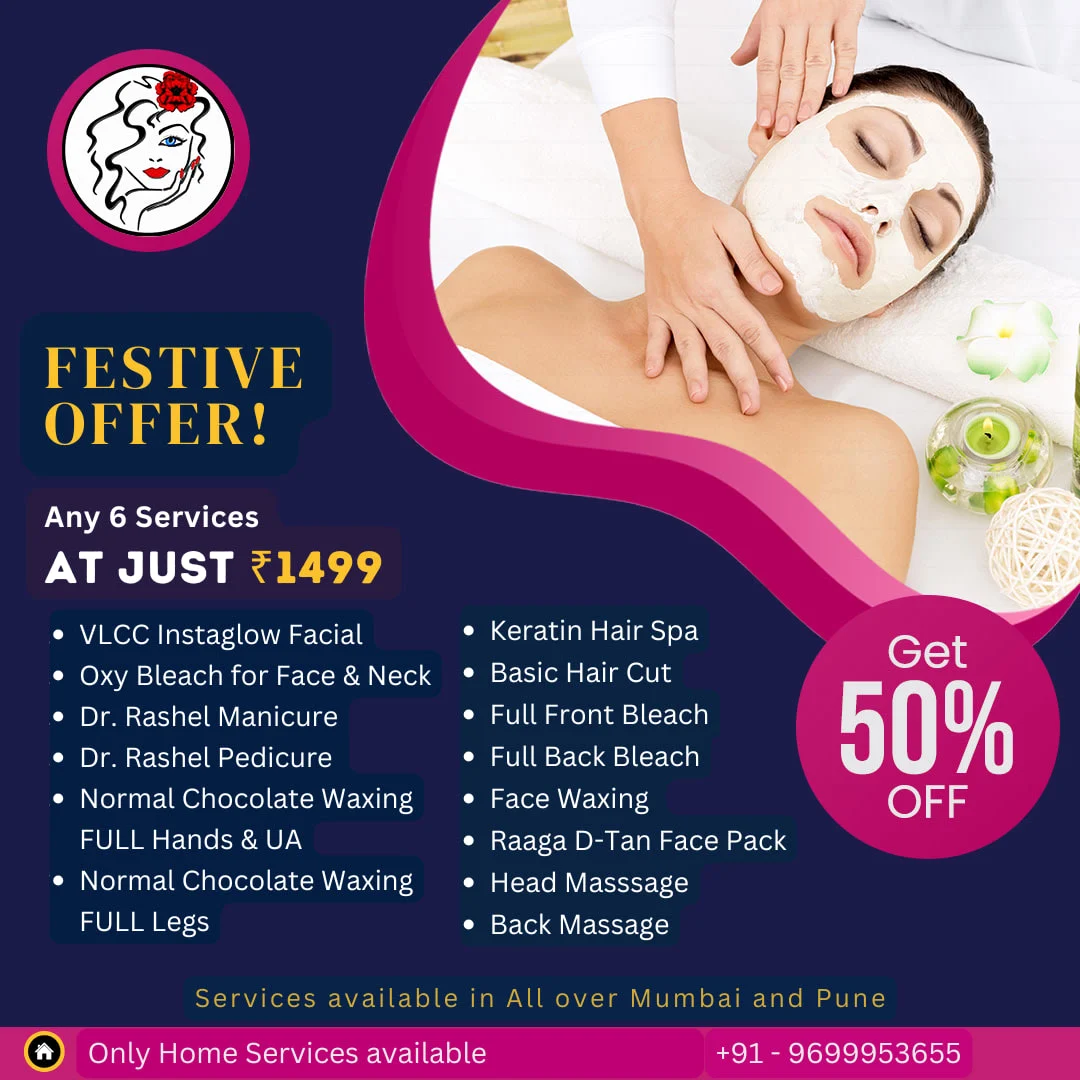 FESTIVE
OFFER!
Any 6 Services
AT JUST ₹1499
• VLCC Instaglow Facial
• Oxy Bleach for Face & Neck
• Dr. Rashel Manicure
• Dr. Rashel Pedicure
• Normal Chocolate Waxing
FULL Hands & UA
• Normal Chocolate Waxing
FULL Legs
• Keratin Hair Spa
• Basic Hair Cut
• Full Front Bleach
• Full Back Bleach
• Face Waxing
• Raaga D-Tan Face Pack
• Head Masssage
• Back Massage
Get
50%
OFF
Services available in All over Mumbai and Pune
Only Home Services available
+91 - 9699953655